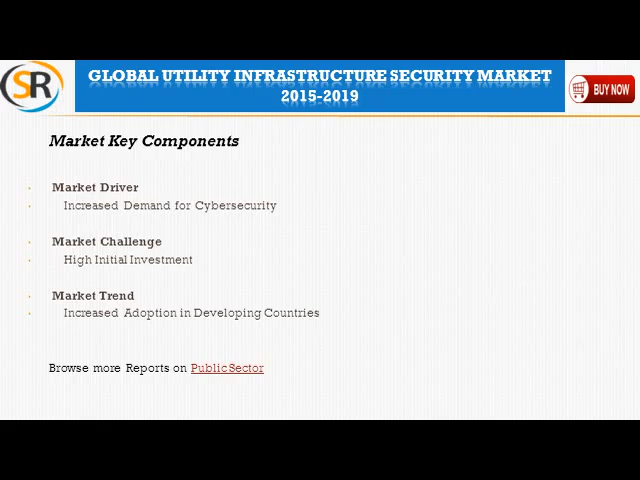 SR
GLOBAL UTILITY INFRASTRUCTURE SECURITY MARKET
2015-2019
BUY NOW
Market Key Components
Market Driver
Increased Demand for Cybersecurity
Market Challenge
High Initial Investment
Market Trend
Increased Adoption in Developing Countries
Browse more Reports on Public Sector